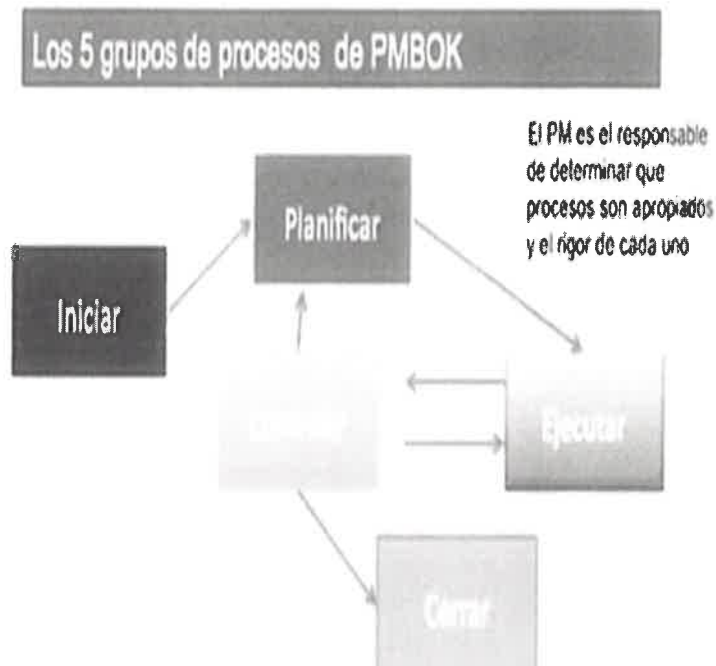 Los 5 grupos de procesos de PMBOK
El PM es el responsable
de determinar que
procesos son apropiados
y el rigor de cada uno
Planificar
Iniciar
Ejecutar
Cerrar